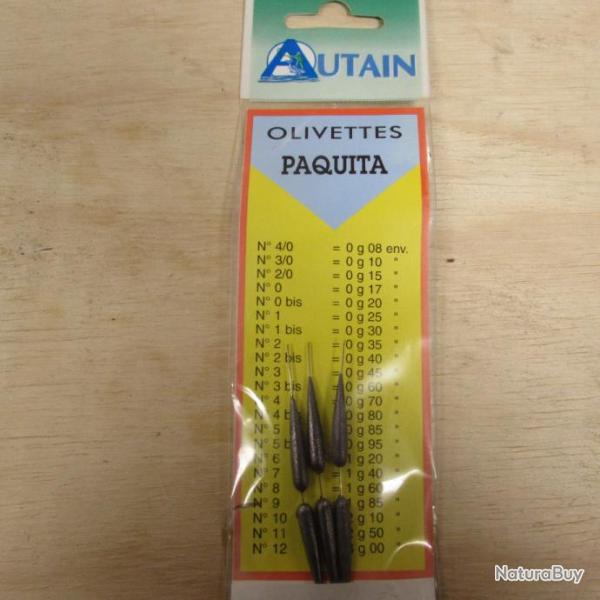 AUTAIN
OLIVETTES
PAQUITA
N° 4/0 = 0 g 08 env.
N° 3/0 = 0 g 10 "
N° 2/0 = 0 g 15 "
N° 0 = 0 g 17 "
N° 0 bis = 0 g 20 "
N° 1 = 0 g 25 "
N° 1 bis = 0 g 30 "
N° 2 = 0 g 35 "
N° 2 bis = 0 g 40 "
N° 3 = 0 g 45 "
N° 3 bis = 0 g 60 "
N° 4 0 g 70 "
N° 4 0 g 80 "
N° 5 0 g 85 "
N° 5 0 g 95 "
N° 6 g 20 "
N° 7 = 1 g 40 "
N° 8 = 1 g 60 "
N° 9 g 85 "
N° 10 g 10 "
N° 11 g 50 "
N° 12 g 00 "
NaturaBuy